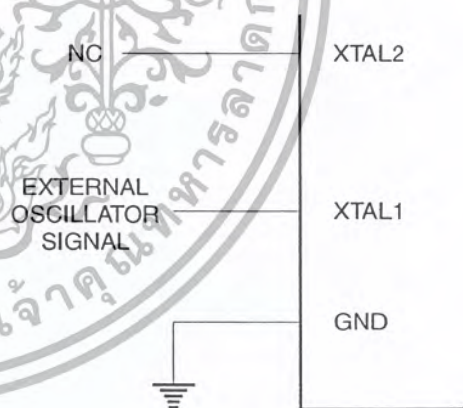 NC
XTAL2
EXTERNAL
OSCILLATOR
SIGNAL
XTAL1
GND